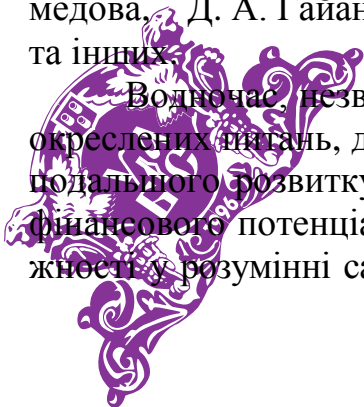 медова, Д. А. Гайан
та інших.
Водночас, незв
окреслених питань, д
подальшого розвитку
фінансового потенціа
жності у розумінні са